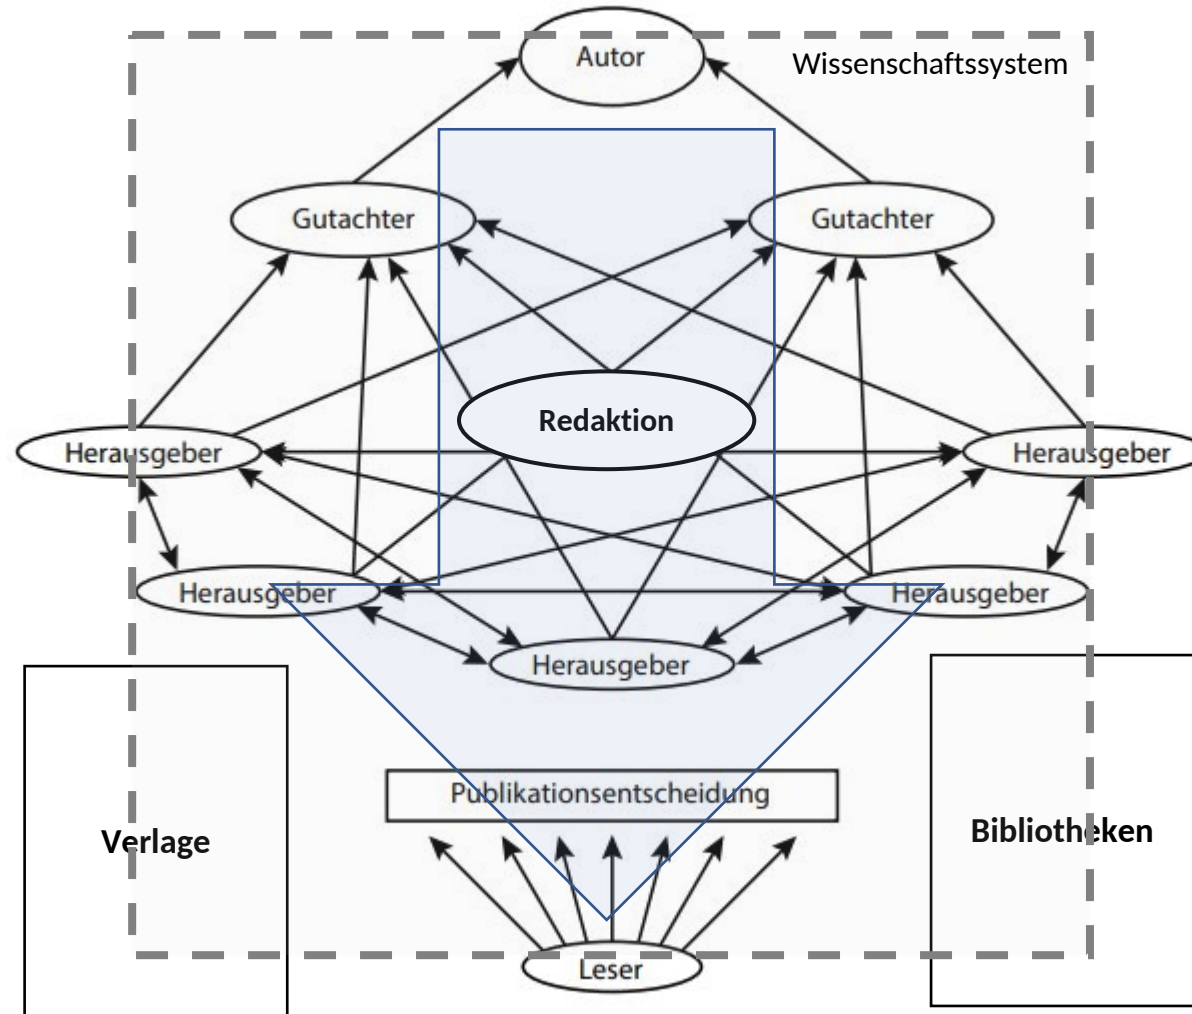 Autor
Wissenschaftssystem
Gutachter
Gutachter
Redaktion
Herausgeber
Herausgeber
Herausgeber
Herausgeber
Herausgeber
Publikationsentscheidung
Verlage
Bibliotheken
Leser